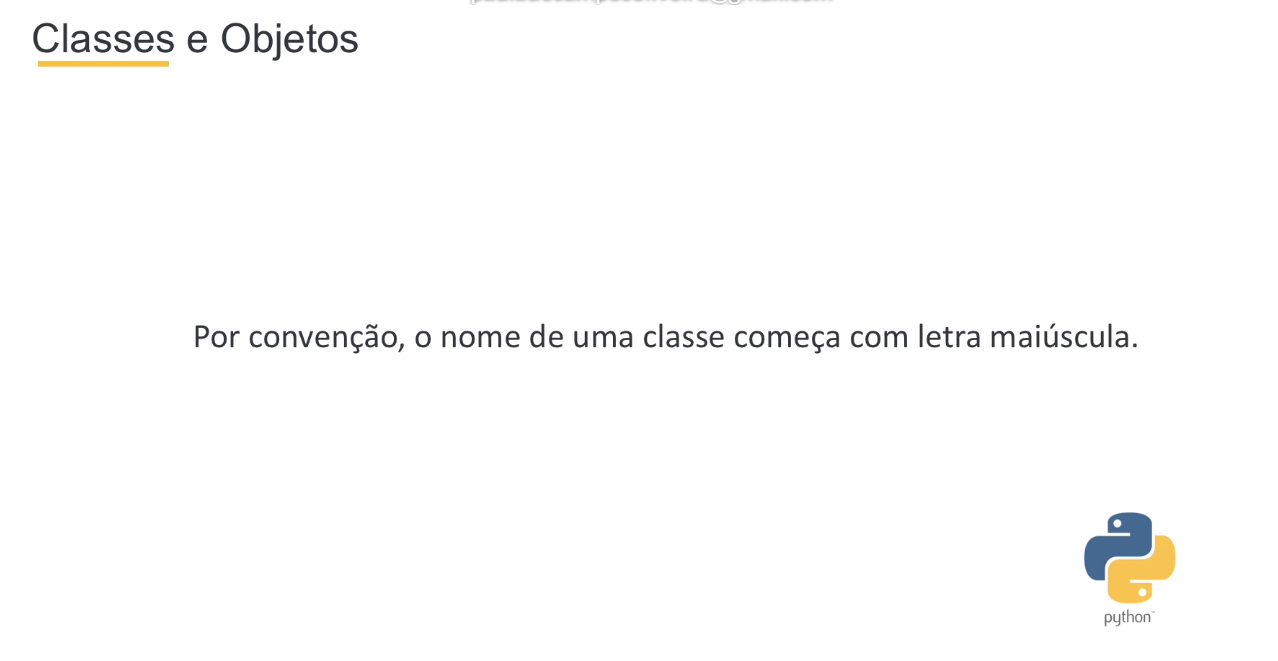 Classes e Objetos
Por convenção, o nome de uma classe começa com letra maiúscula.
python